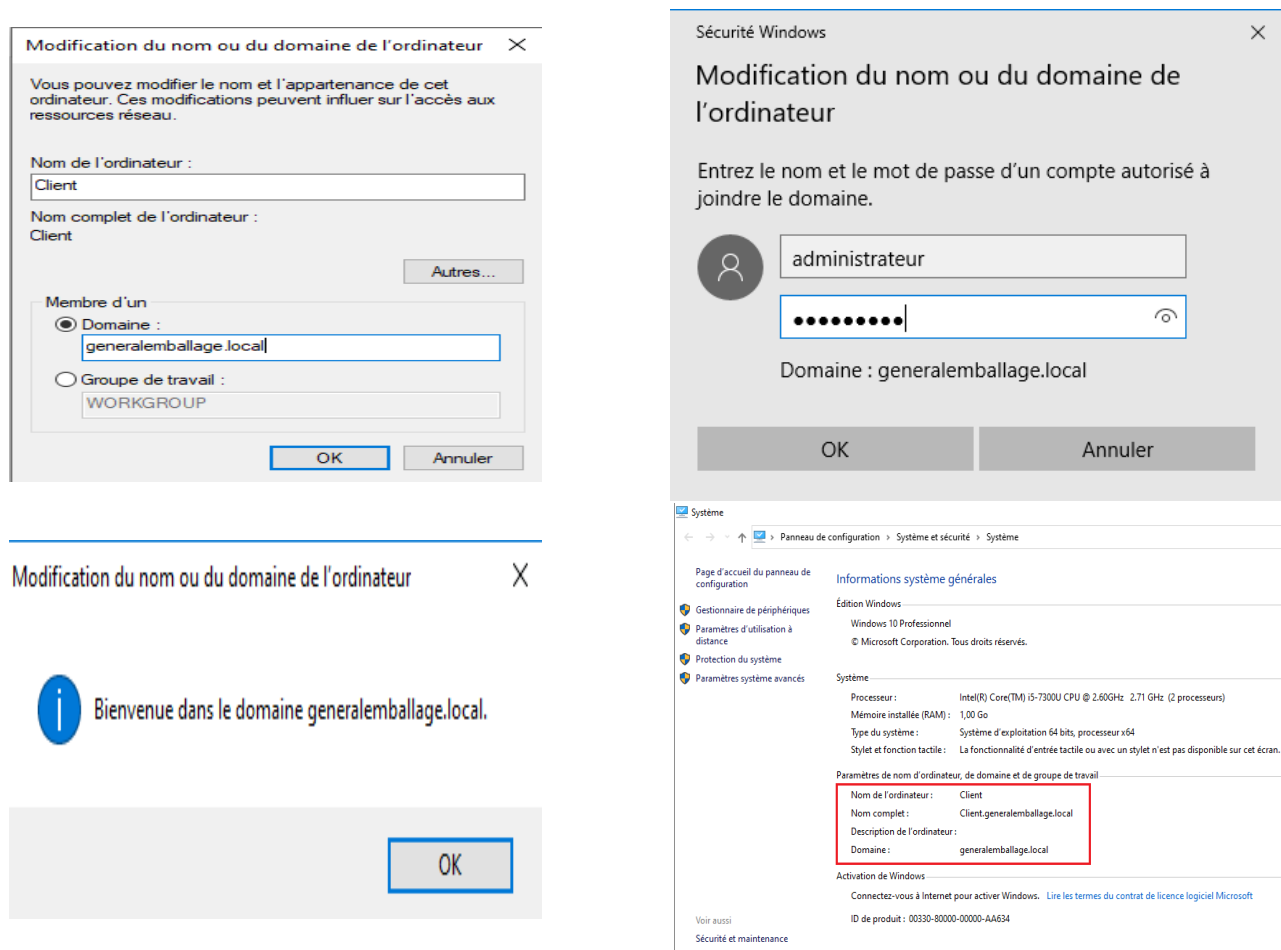 Modification du nom ou du domaine de l'ordinateur
Vous pouvez modifier le nom et l'appartenance de cet
ordinateur. Ces modifications peuvent influer sur l'accès aux
ressources réseau.
Nom de l'ordinateur :
Client
Nom complet de l'ordinateur :
Client
Autres...
Membre d'un
Domaine :
generalemballage.local
Groupe de travail :
WORKGROUP
OK Annuler
Sécurité Windows
Modification du nom ou du domaine de
l'ordinateur
Entrez le nom et le mot de passe d'un compte autorisé à
joindre le domaine.
administrateur
●●●●●●●●●
Domaine : generalemballage.local
OK Annuler
Modification du nom ou du domaine de l'ordinateur
Bienvenue dans le domaine generalemballage.local.
OK
Système
Panneau de configuration > Système et sécurité > Système
Page d'accueil du panneau de
configuration
Gestionnaire de périphériques
Paramètres d'utilisation à
distance
Protection du système
Paramètres système avancés
Informations système générales
Édition Windows
Windows 10 Professionnel
© Microsoft Corporation. Tous droits réservés.
Système
Processeur : Intel(R) Core(TM) i5-7300U CPU @ 2.60GHz 2.71 GHz (2 processeurs)
Mémoire installée (RAM) : 1,00 Go
Type du système : Système d'exploitation 64 bits, processeur x64
Stylet et fonction tactile : La fonctionnalité d'entrée tactile ou avec un stylet n'est pas disponible sur cet écran.
Paramètres de nom d'ordinateur, de domaine et de groupe de travail
Nom de l'ordinateur : Client
Nom complet : Client.generalemballage.local
Description de l'ordinateur :
Domaine : generalemballage.local
Activation de Windows
Connectez-vous à Internet pour activer Windows. Lire les termes du contrat de licence logiciel Microsoft
ID de produit : 00330-80000-00000-AA634
Voir aussi
Sécurité et maintenance